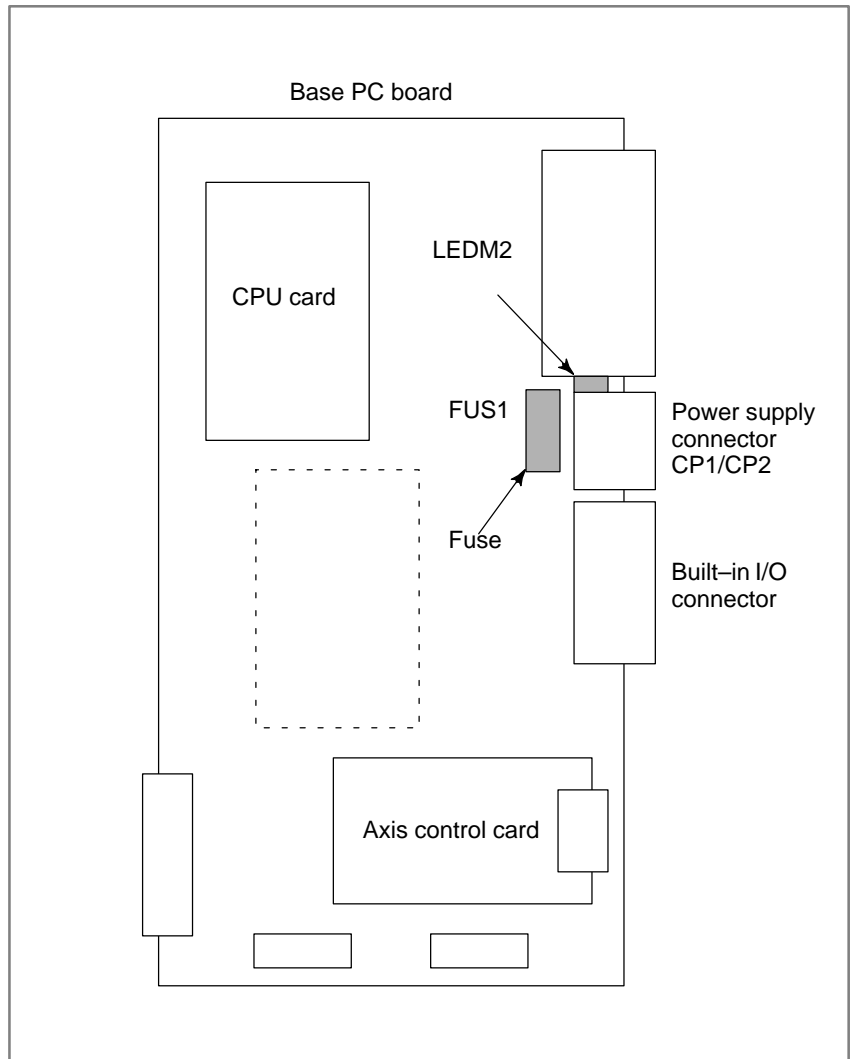 Base PC board
LEDM2
CPU card
FUS1
Power supply
connector
CP1/CP2
Fuse
Built–in I/O
connector
Axis control card